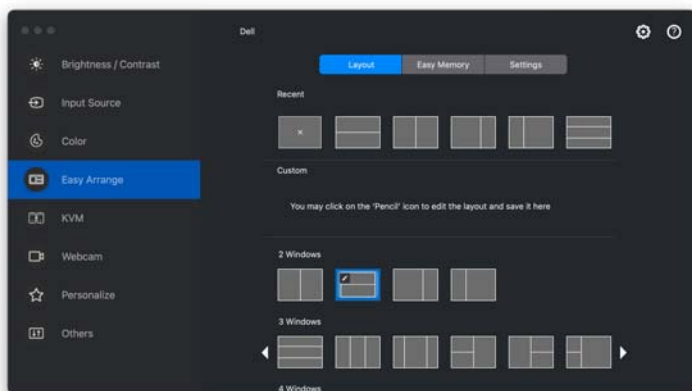 Dell
Brightness / Contrast
Input Source
Color
Easy Arrange
KVM
Webcam
Personalize
Others
Layout
Easy Memory
Settings
Recent
Custom
You may click on the 'Pencil' icon to edit the layout and save it here
2 Windows
3 Windows
4 Windows